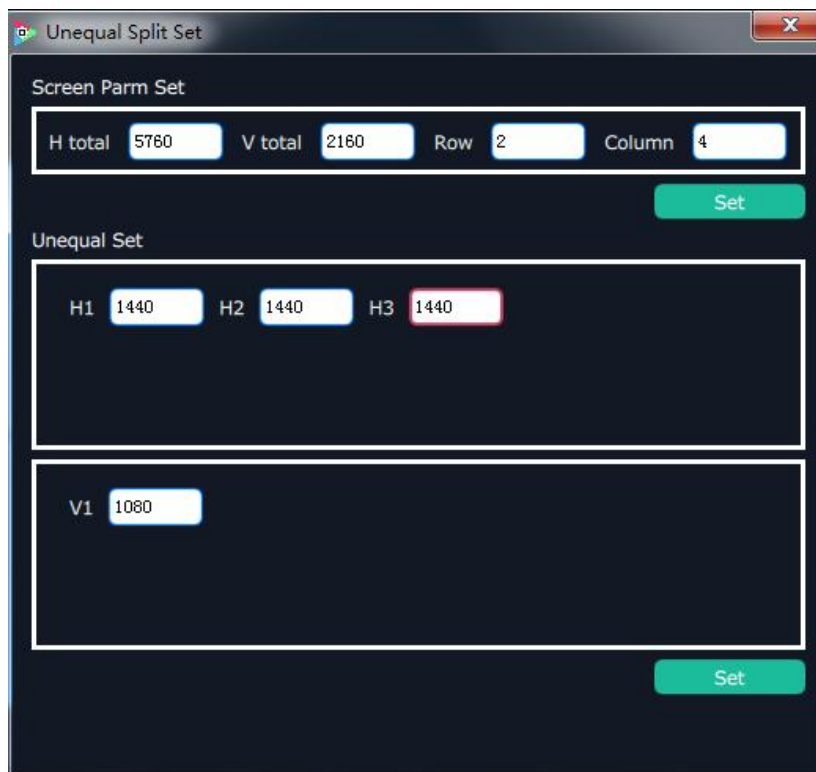 Unequal Split Set
Screen Parm Set
H total 5760 V total 2160 Row 2 Column 4
Set
Unequal Set
H1 1440 H2 1440 H3 1440
V1 1080
Set